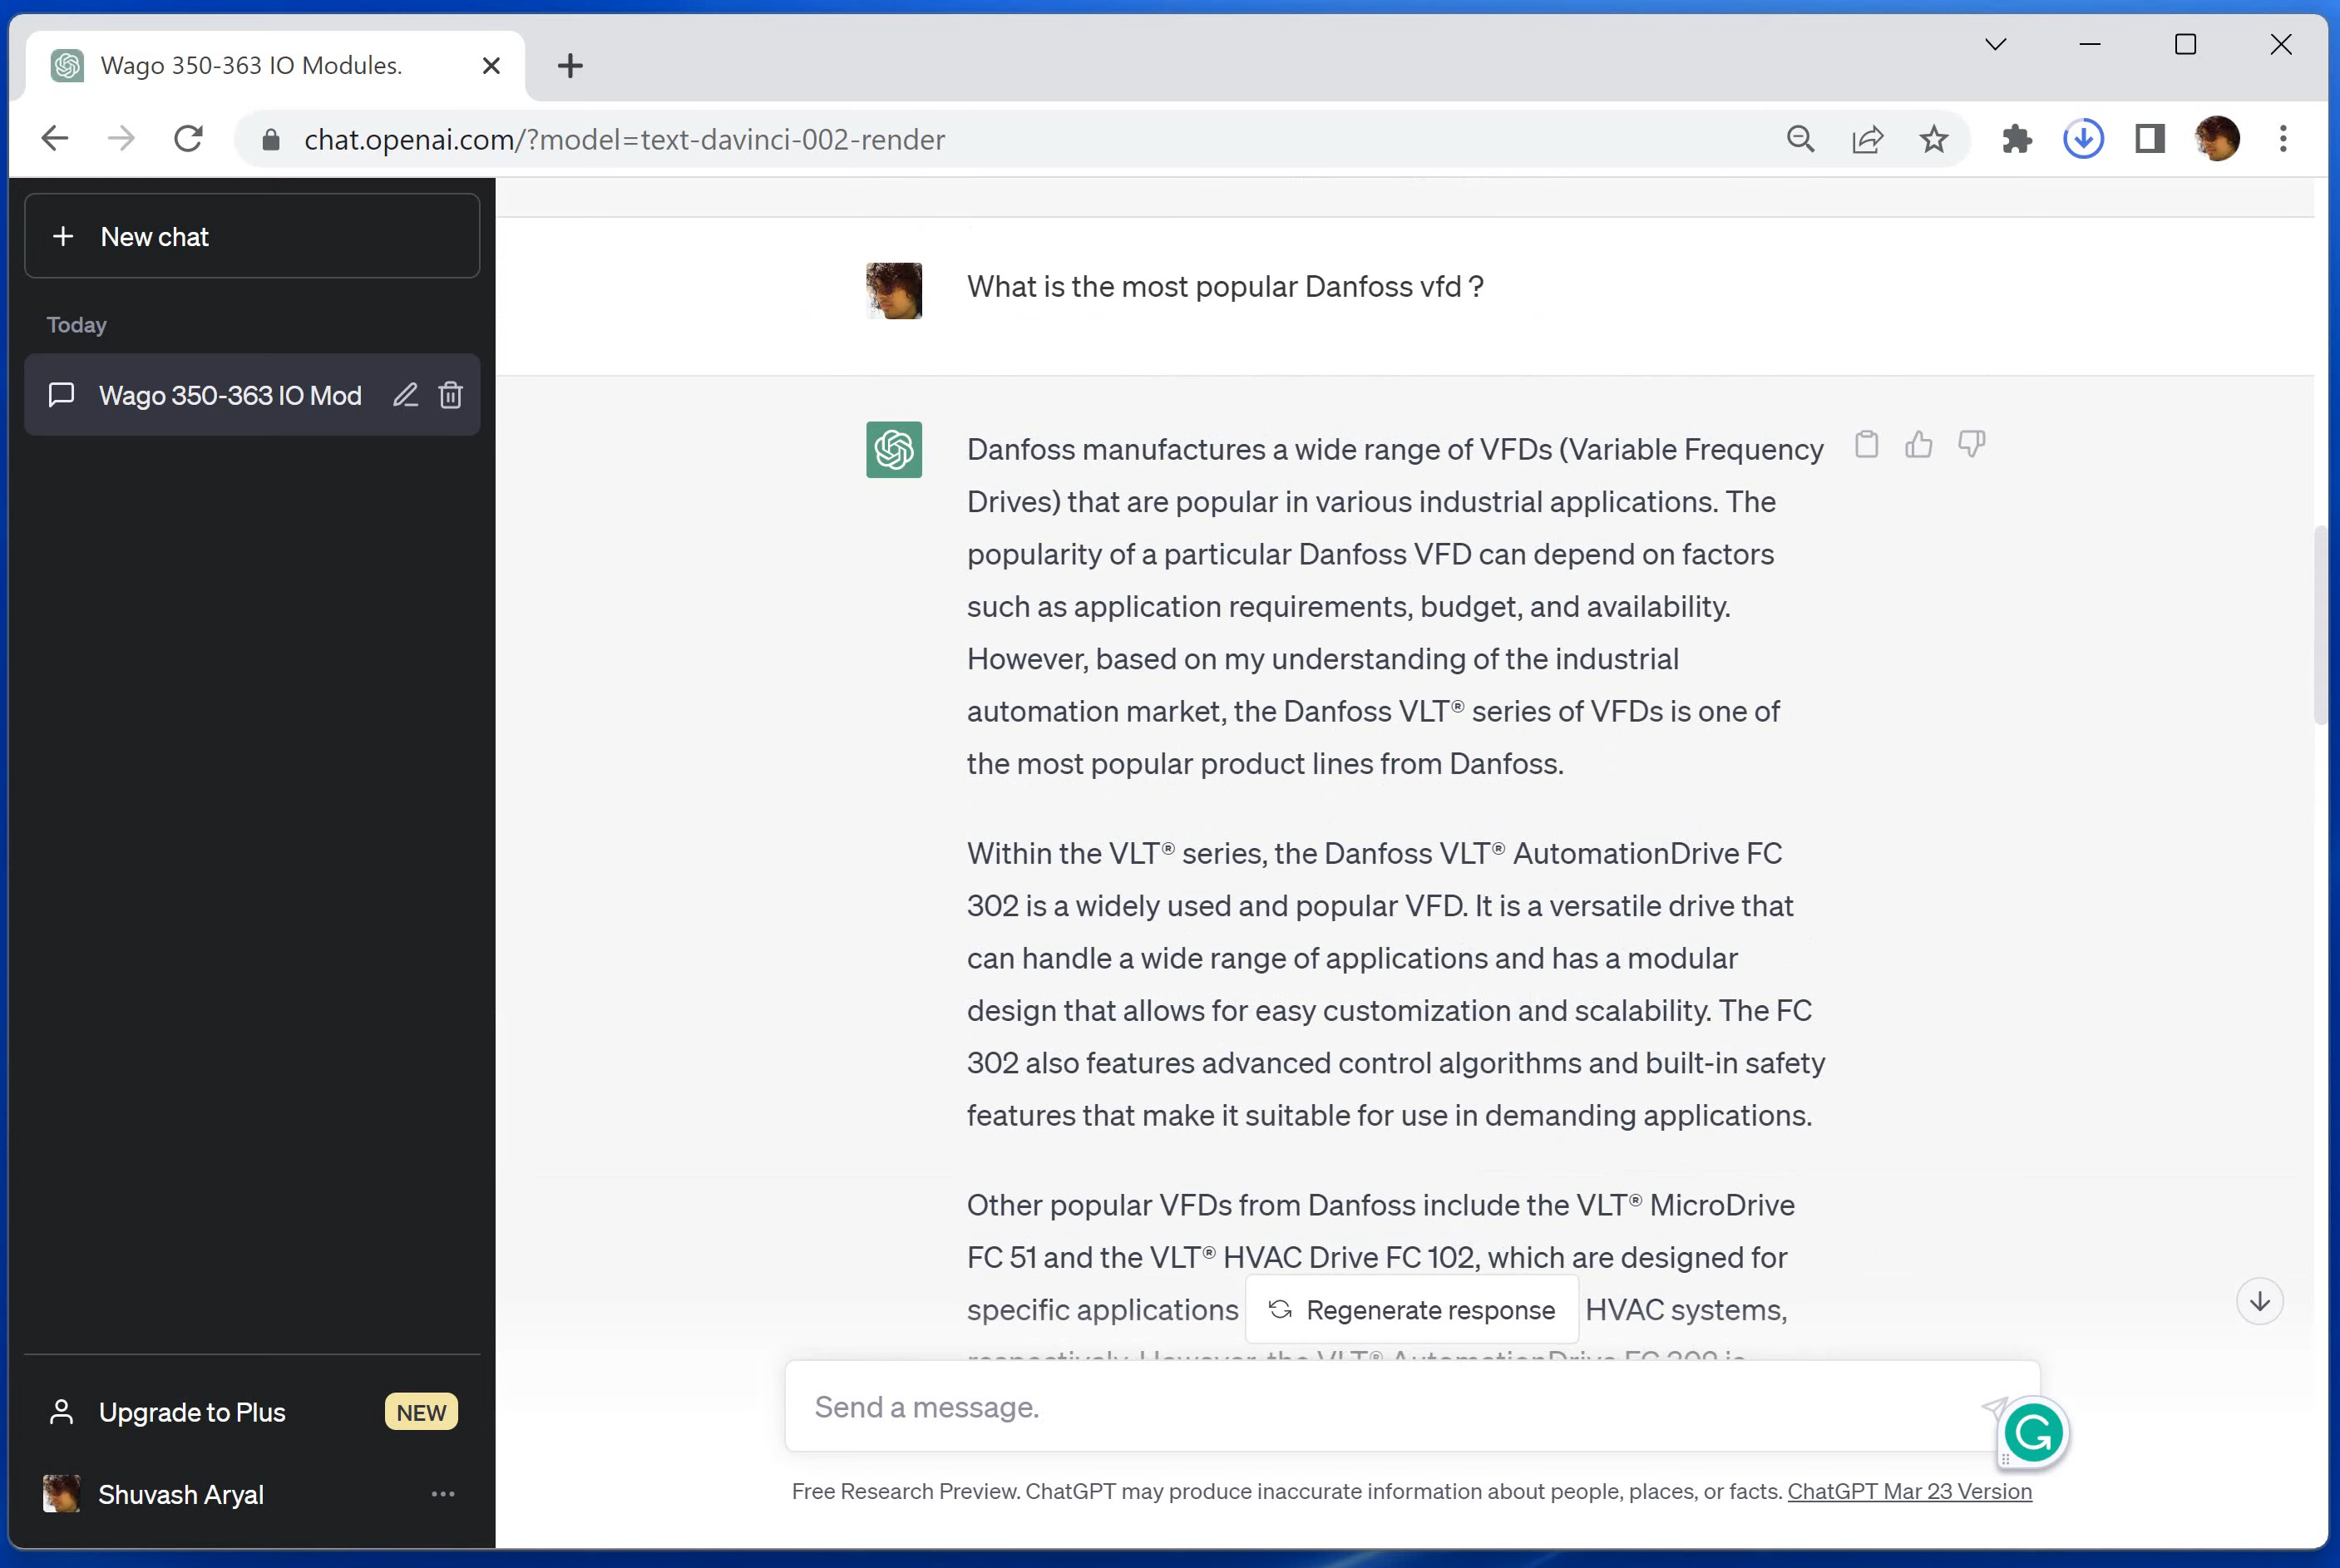 Wago 350-363 IO Modules.
chat.openai.com/?model=text-davinci-002-render
New chat
Today
Wago 350-363 IO Mod
Upgrade to Plus NEW
Shuvash Aryal
What is the most popular Danfoss vfd ?
Danfoss manufactures a wide range of VFDs (Variable Frequency
Drives) that are popular in various industrial applications. The
popularity of a particular Danfoss VFD can depend on factors
such as application requirements, budget, and availability.
However, based on my understanding of the industrial
automation market, the Danfoss VLT® series of VFDs is one of
the most popular product lines from Danfoss.
Within the VLT® series, the Danfoss VLT® AutomationDrive FC
302 is a widely used and popular VFD. It is a versatile drive that
can handle a wide range of applications and has a modular
design that allows for easy customization and scalability. The FC
302 also features advanced control algorithms and built-in safety
features that make it suitable for use in demanding applications.
Other popular VFDs from Danfoss include the VLT® MicroDrive
FC 51 and the VLT® HVAC Drive FC 102, which are designed for
specific applications HVAC systems,
respectively. However, the VLT® AutomationDrive FC 302 is
Regenerate response
Send a message.
Free Research Preview. ChatGPT may produce inaccurate information about people, places, or facts. ChatGPT Mar 23 Version